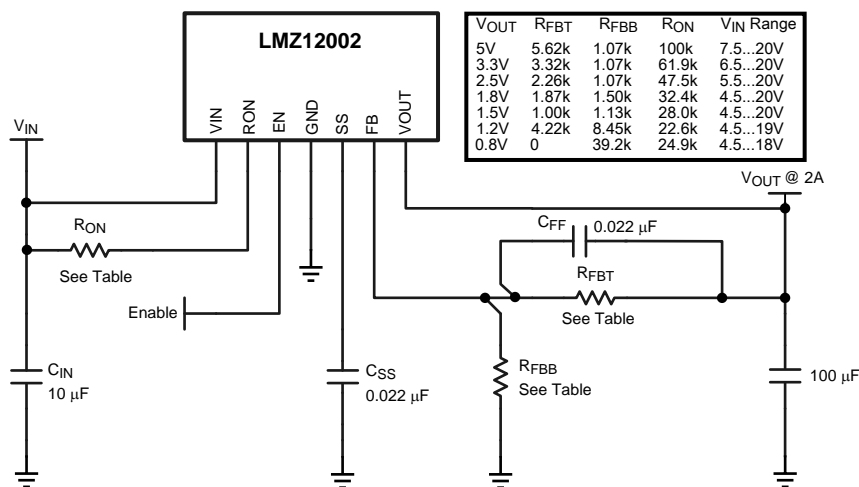 LMZ12002
VIN
RON
EN
GND
SS
FB
VOUT
VOUT RFBT RFBB RON VIN Range
5V 5.62k 1.07k 100k 7.5...20V
3.3V 3.32k 1.07k 61.9k 6.5...20V
2.5V 2.26k 1.07k 47.5k 5.5...20V
1.8V 1.87k 1.50k 32.4k 4.5...20V
1.5V 1.00k 1.13k 28.0k 4.5...20V
1.2V 4.22k 8.45k 22.6k 4.5...19V
0.8V 0 39.2k 24.9k 4.5...18V
VIN
VOUT @ 2A
RON
See Table
CFF 0.022 μF
RFBT
See Table
Enable
CIN
10 μF
CSS
0.022 μF
RFBB
See Table
100 μF